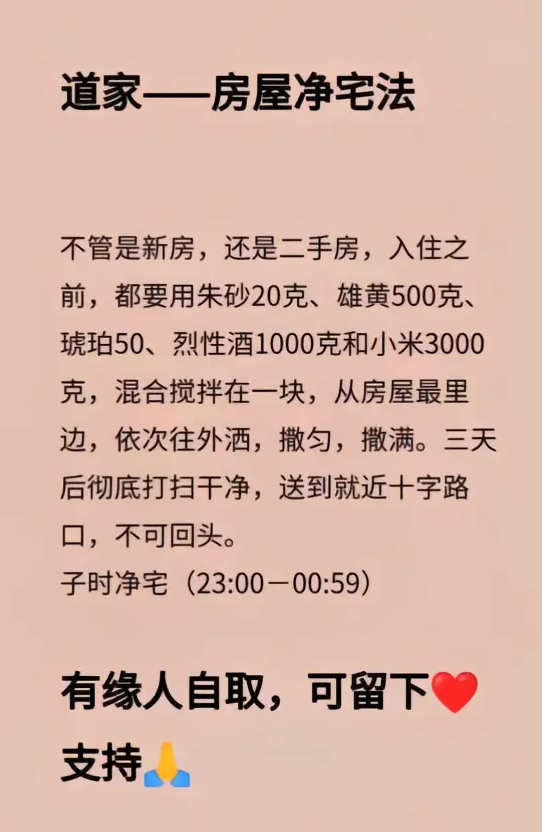 道家——房屋净宅法
不管是新房，还是二手房，入住之
前，都要用朱砂20克、雄黄500克、
琥珀50、烈性酒1000克和小米3000
克，混合搅拌在一块，从房屋最里
边，依次往外洒，撒匀，撒满。三天
后彻底打扫干净，送到就近十字路
口，不可回头。
子时净宅（23:00－00:59）
有缘人自取，可留下❤️
支持🙏